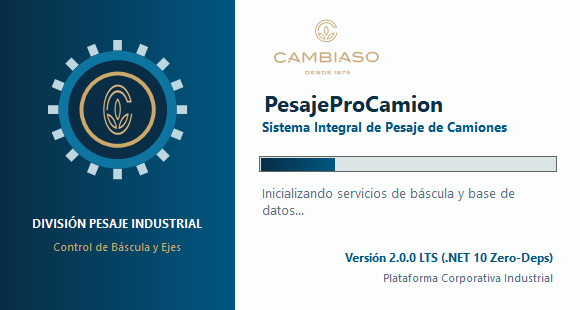 DIVISIÓN PESAJE INDUSTRIAL
Control de Báscula y Ejes
CAMBIASO
DESDE 1876
PesajeProCamion
Sistema Integral de Pesaje de Camiones
Inicializando servicios de báscula y base de
datos...
Versión 2.0.0 LTS (.NET 10 Zero-Deps)
Plataforma Corporativa Industrial